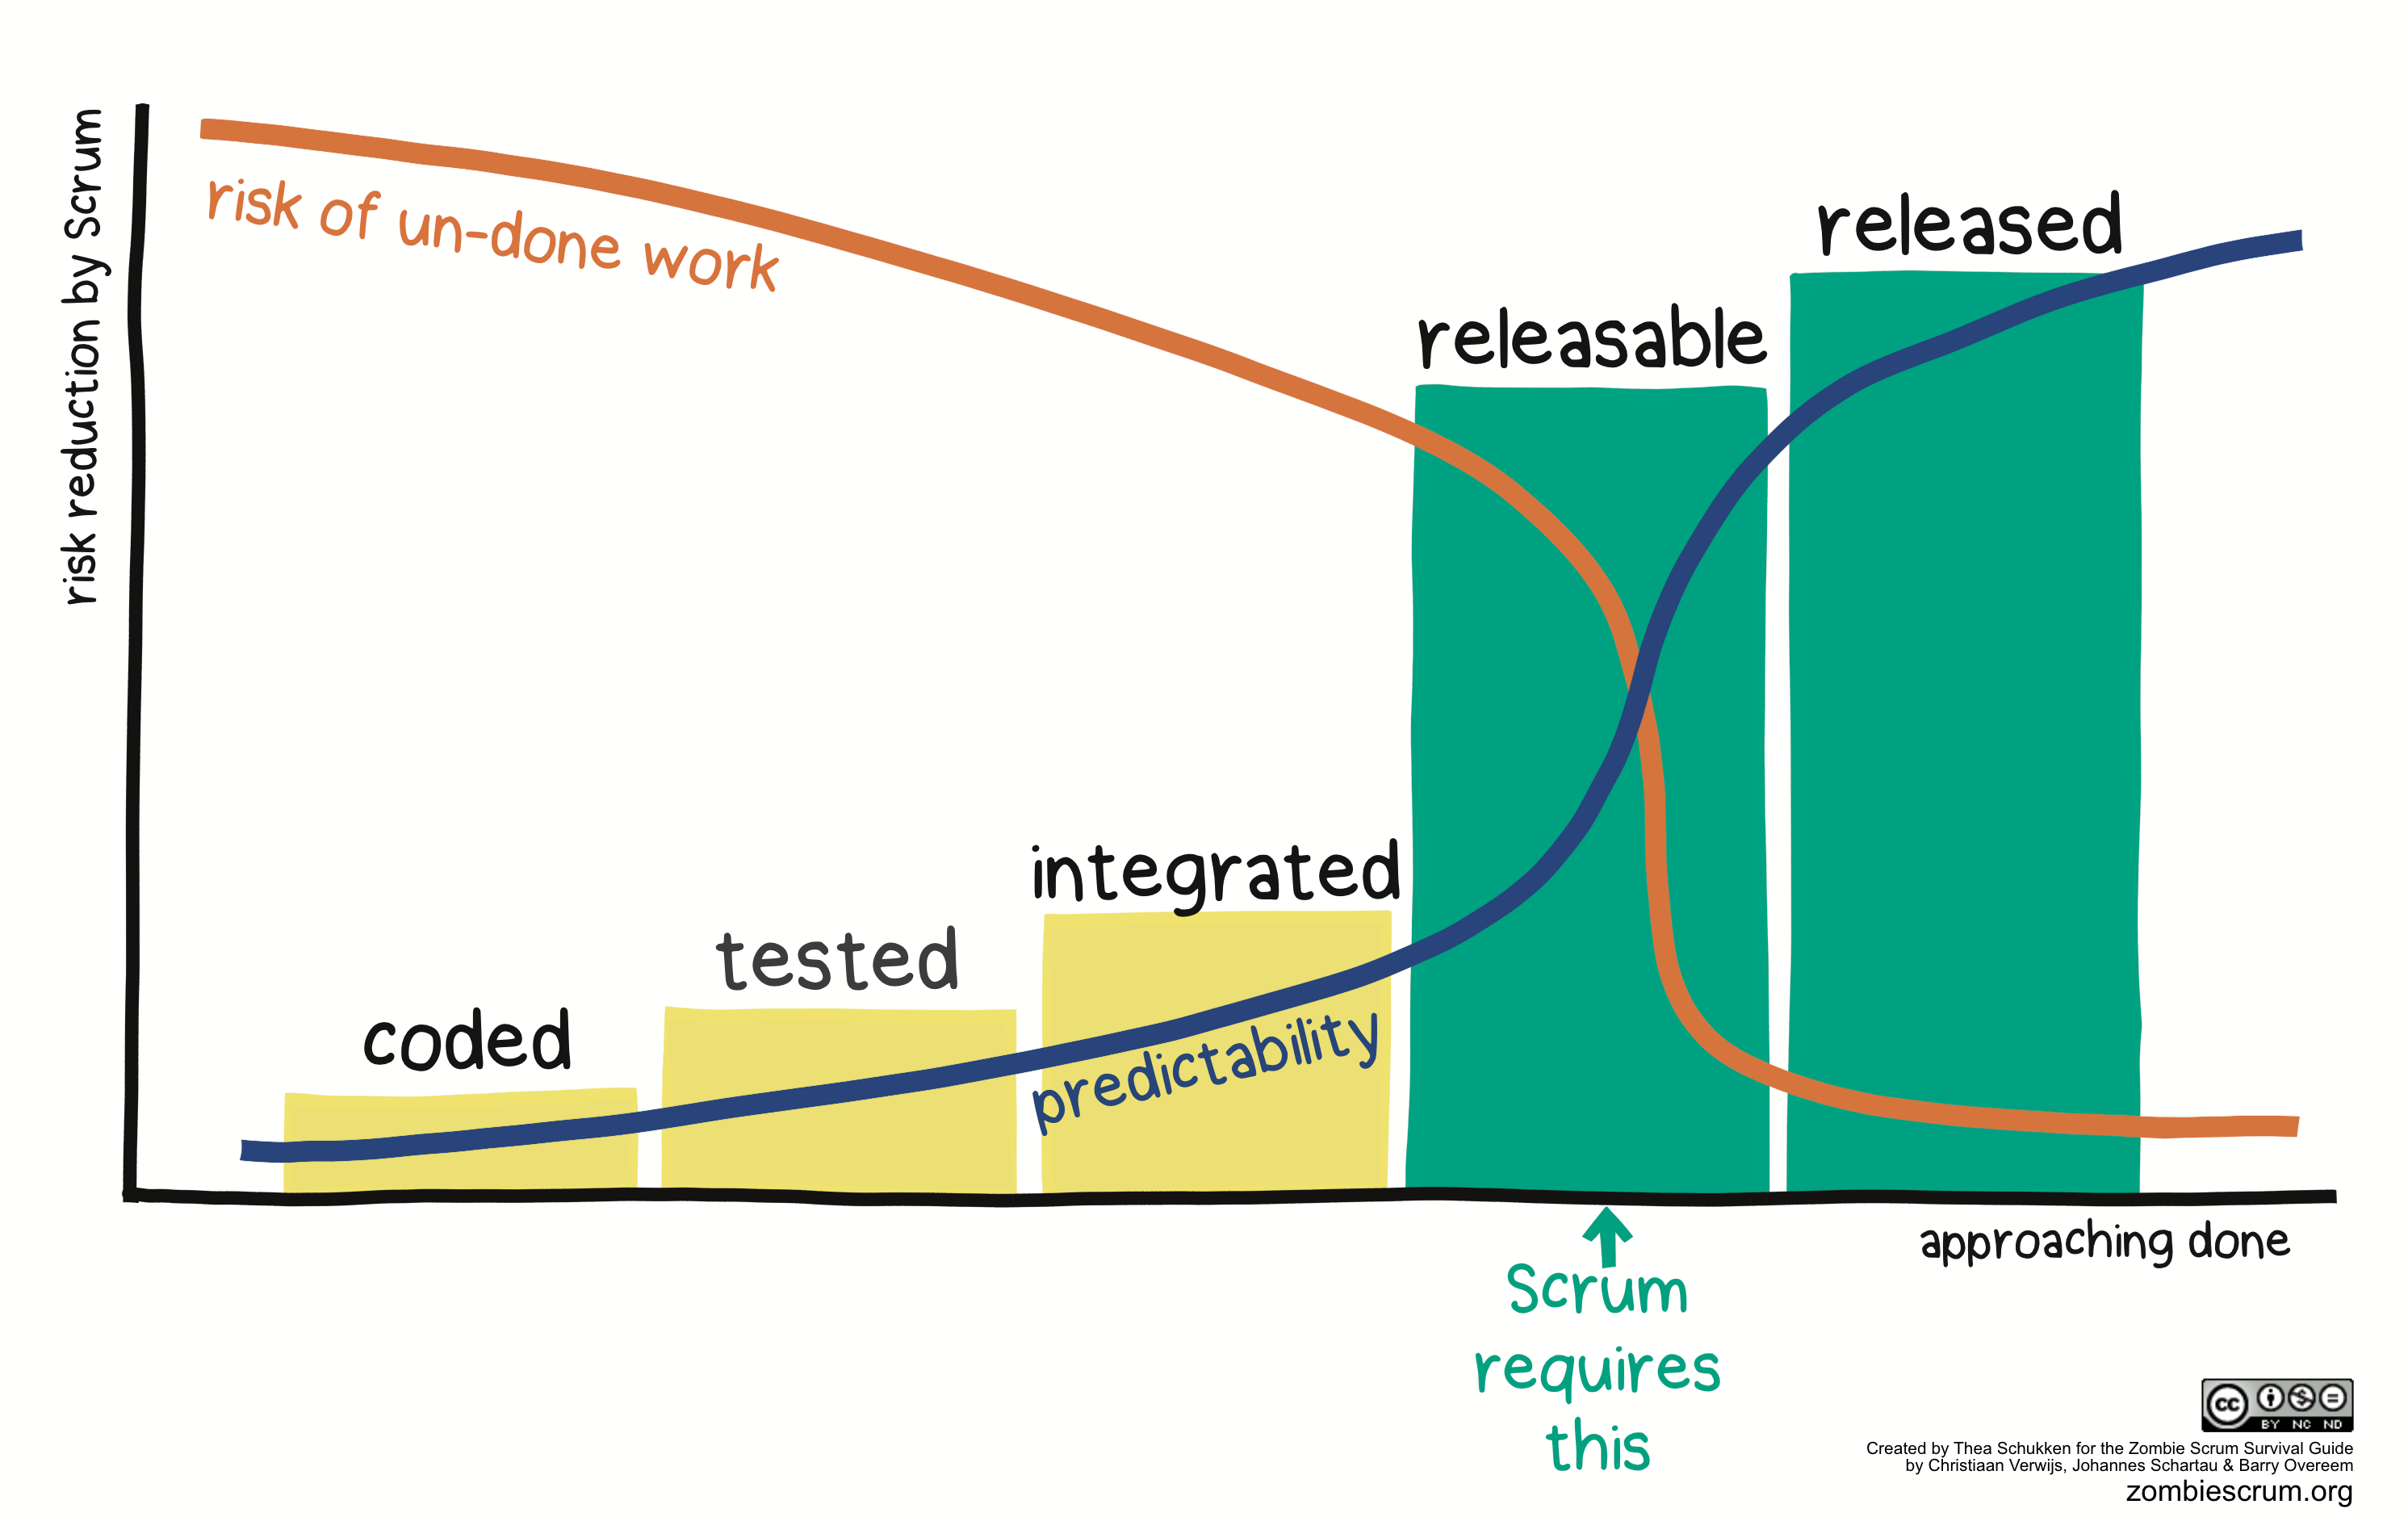 risk reduction by Scrum
risk of un-done work
released
releasable
integrated
tested
coded
predictabillity
approaching done
Scrum
requires
this
cc
BY NC ND
Created by Thea Schukken for the Zombie Scrum Survival Guide
by Christiaan Verwijs, Johannes Schartau & Barry Overeem
zombiescrum.org